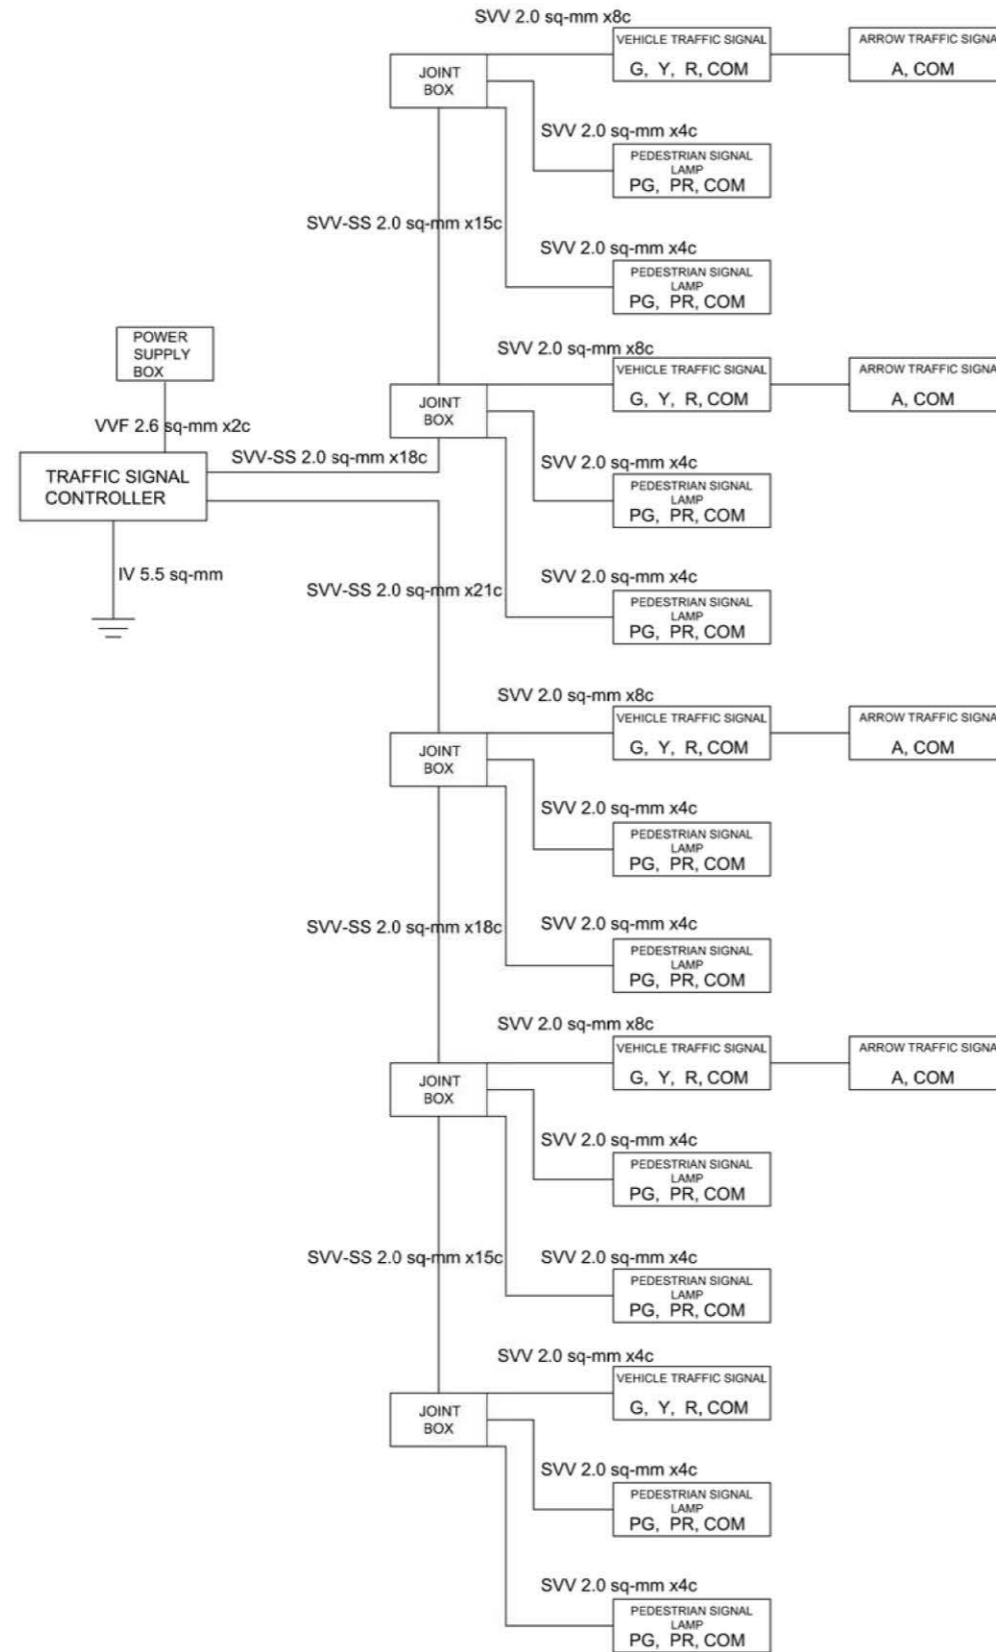 SVV 2.0 sq-mm x8c
VEHICLE TRAFFIC SIGNAL
G, Y, R, COM
ARROW TRAFFIC SIGNA
A, COM
JOINT
BOX
SVV 2.0 sq-mm x4c
PEDESTRIAN SIGNAL
LAMP
PG, PR, COM
SVV-SS 2.0 sq-mm x15c
SVV 2.0 sq-mm x4c
PEDESTRIAN SIGNAL
LAMP
PG, PR, COM
POWER
SUPPLY
BOX
VVF 2.6 sq-mm x2c
SVV 2.0 sq-mm x8c
VEHICLE TRAFFIC SIGNAL
G, Y, R, COM
ARROW TRAFFIC SIGNA
A, COM
JOINT
BOX
SVV-SS 2.0 sq-mm x18c
TRAFFIC SIGNAL
CONTROLLER
SVV 2.0 sq-mm x4c
PEDESTRIAN SIGNAL
LAMP
PG, PR, COM
IV 5.5 sq-mm
SVV-SS 2.0 sq-mm x21c
SVV 2.0 sq-mm x4c
PEDESTRIAN SIGNAL
LAMP
PG, PR, COM
SVV 2.0 sq-mm x8c
VEHICLE TRAFFIC SIGNAL
G, Y, R, COM
ARROW TRAFFIC SIGNA
A, COM
JOINT
BOX
SVV 2.0 sq-mm x4c
PEDESTRIAN SIGNAL
LAMP
PG, PR, COM
SVV-SS 2.0 sq-mm x18c
SVV 2.0 sq-mm x4c
PEDESTRIAN SIGNAL
LAMP
PG, PR, COM
SVV 2.0 sq-mm x8c
VEHICLE TRAFFIC SIGNAL
G, Y, R, COM
ARROW TRAFFIC SIGNA
A, COM
JOINT
BOX
SVV 2.0 sq-mm x4c
PEDESTRIAN SIGNAL
LAMP
PG, PR, COM
SVV-SS 2.0 sq-mm x15c
SVV 2.0 sq-mm x4c
PEDESTRIAN SIGNAL
LAMP
PG, PR, COM
SVV 2.0 sq-mm x4c
VEHICLE TRAFFIC SIGNAL
G, Y, R, COM
JOINT
BOX
SVV 2.0 sq-mm x4c
PEDESTRIAN SIGNAL
LAMP
PG, PR, COM
SVV 2.0 sq-mm x4c
PEDESTRIAN SIGNAL
LAMP
PG, PR, COM